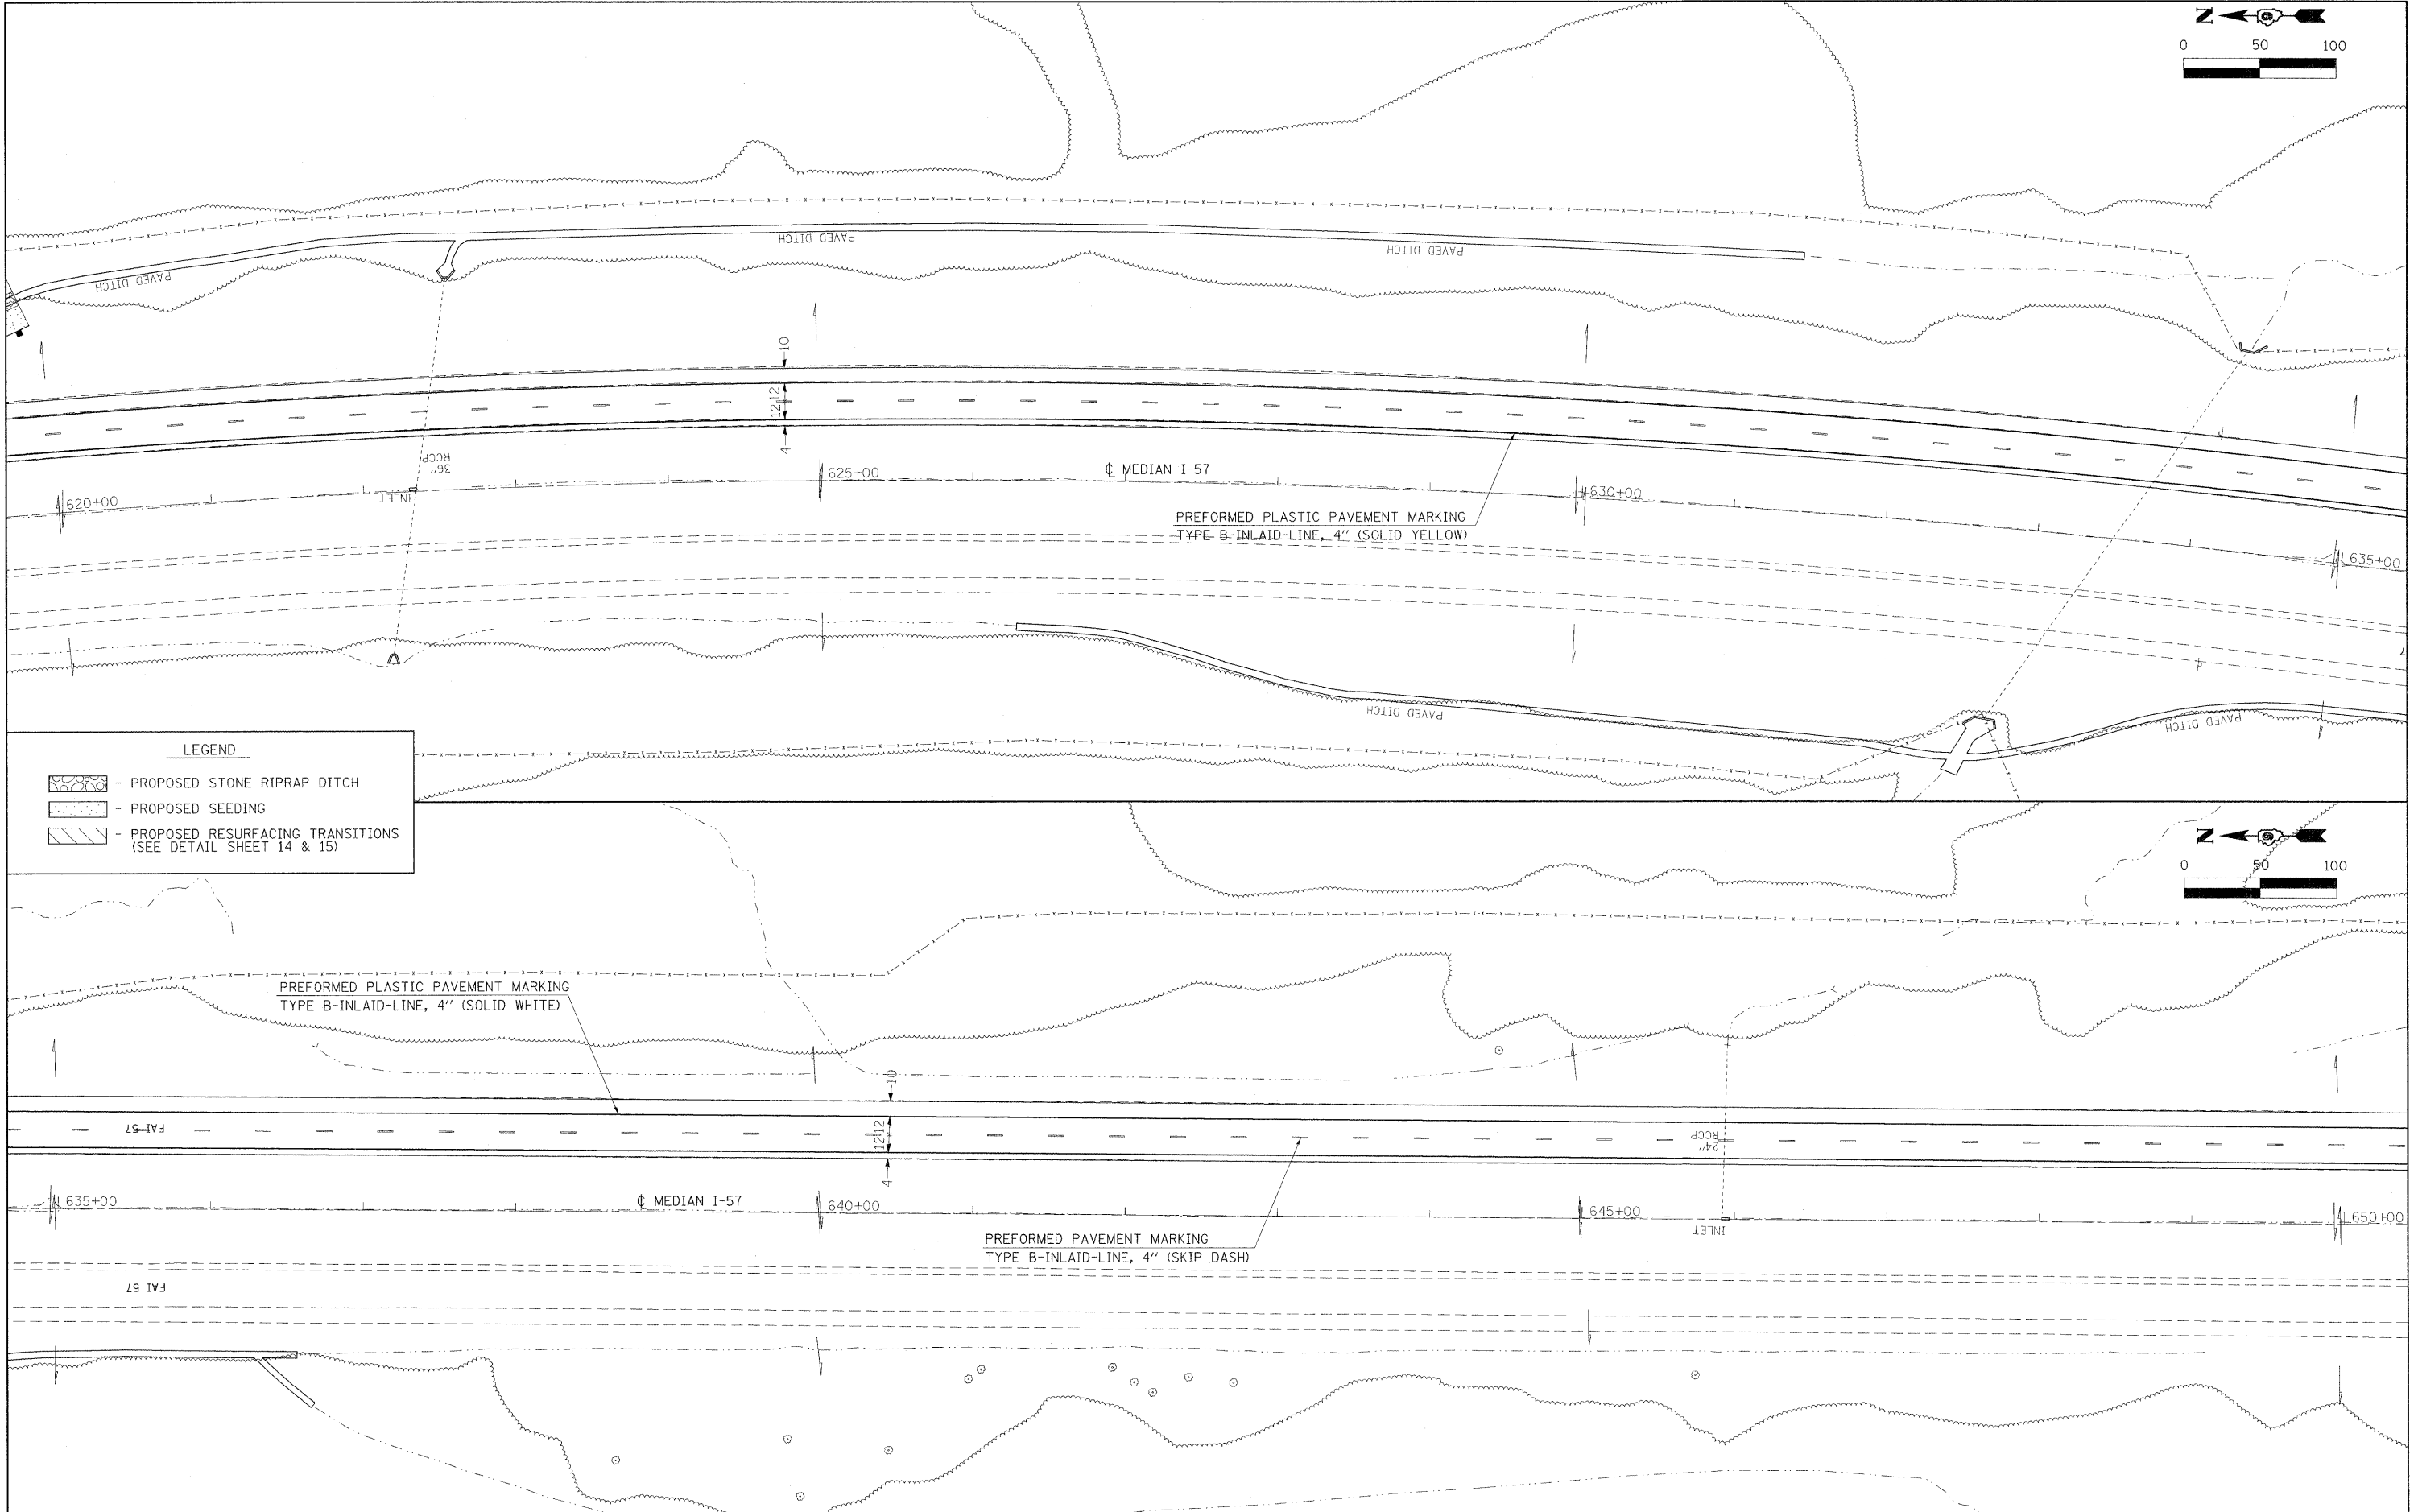 N
0 50 100
PAVED DITCH
PAVED DITCH
PAVED DITCH
10
12 12
4
36"
RCCP
INLET
620+00
625+00
℄ MEDIAN I-57
630+00
635+00
PREFORMED PLASTIC PAVEMENT MARKING
TYPE B-INLAID-LINE, 4" (SOLID YELLOW)
PAVED DITCH
PAVED DITCH
LEGEND
- PROPOSED STONE RIPRAP DITCH
- PROPOSED SEEDING
- PROPOSED RESURFACING TRANSITIONS
(SEE DETAIL SHEET 14 & 15)
N
0 50 100
PREFORMED PLASTIC PAVEMENT MARKING
TYPE B-INLAID-LINE, 4" (SOLID WHITE)
10
12 12
4
FAI 57
24"
RCCP
INLET
635+00
℄ MEDIAN I-57
640+00
645+00
650+00
PREFORMED PAVEMENT MARKING
TYPE B-INLAID-LINE, 4" (SKIP DASH)
FAI 57